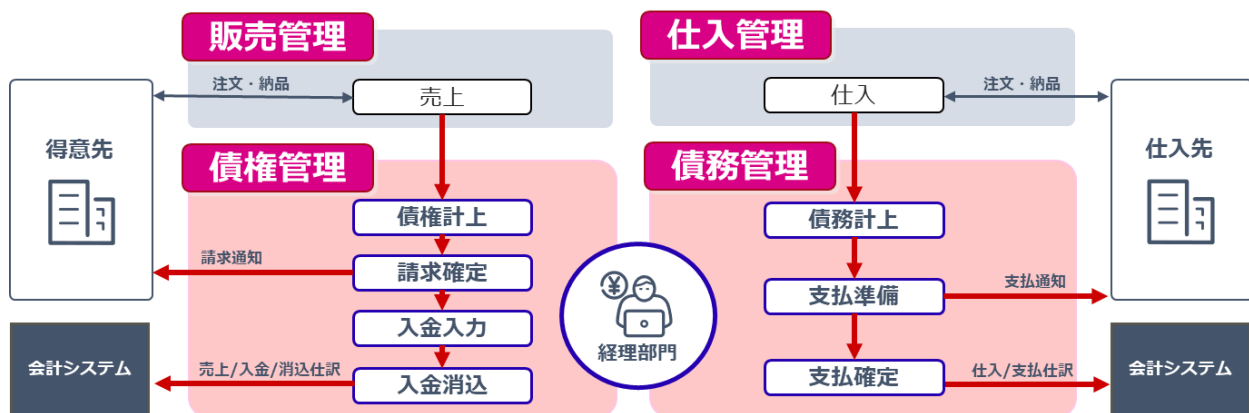 販売管理
仕入管理
注文・納品
売上
仕入
注文・納品
得意先
仕入先
債権管理
債務管理
債権計上
債務計上
請求通知
請求確定
支払準備
支払通知
¥
入金入力
経理部門
会計システム
売上/入金/消込仕訳
入金消込
支払確定
仕入/支払仕訳
会計システム